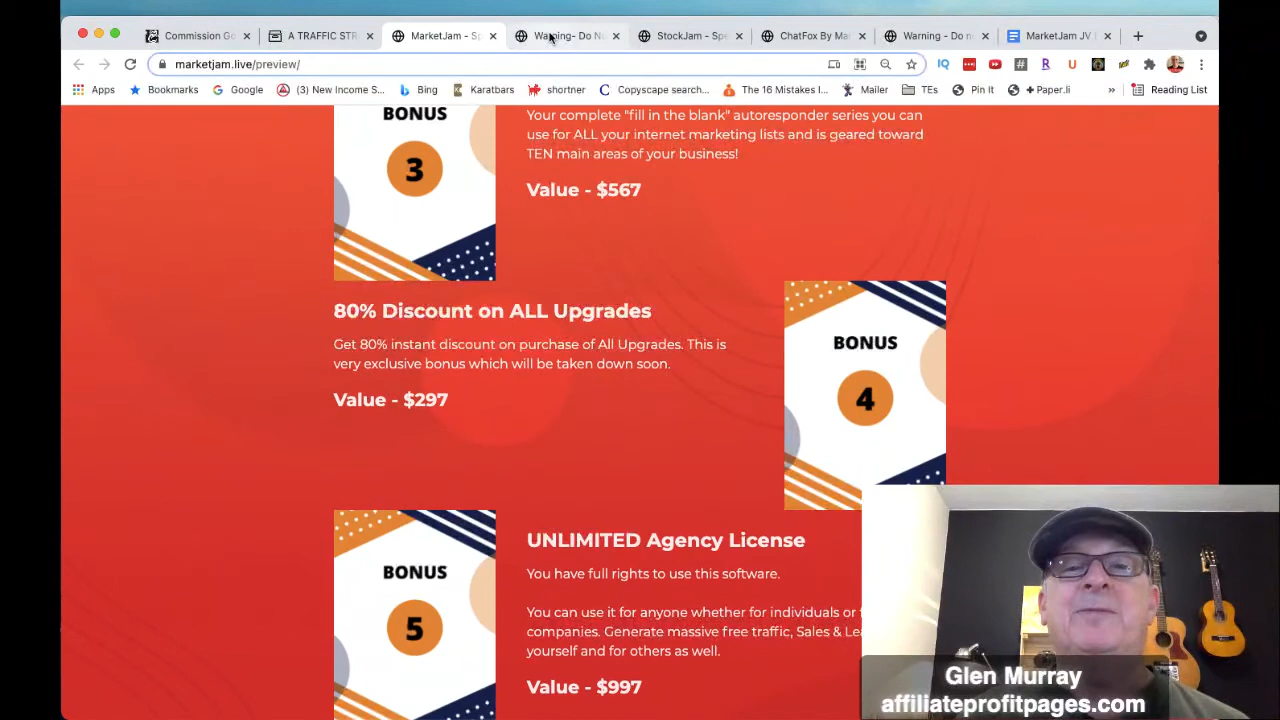 Commission Go
A TRAFFIC STR
MarketJam - Sp
Warning- Do No
StockJam - Spe
ChatFox By Ma
Warning - Do n
MarketJam JV
marketjam.live/preview/
Apps
Bookmarks
Google
(3) New Income S...
Bing
Karatbars
shortner
Copyscape search...
The 16 Mistakes I...
Mailer
TEs
Pin It
+ Paper.li
»
Reading List
BONUS
3
Your complete "fill in the blank" autoresponder series you can
use for ALL your internet marketing lists and is geared toward
TEN main areas of your business!
Value - $567
80% Discount on ALL Upgrades
Get 80% instant discount on purchase of All Upgrades. This is
very exclusive bonus which will be taken down soon.
Value - $297
BONUS
4
BONUS
5
UNLIMITED Agency License
You have full rights to use this software.
You can use it for anyone whether for individuals or
companies. Generate massive free traffic, Sales & Lea
yourself and for others as well.
Value - $997
Glen Murray
affiliateprofitpages.com